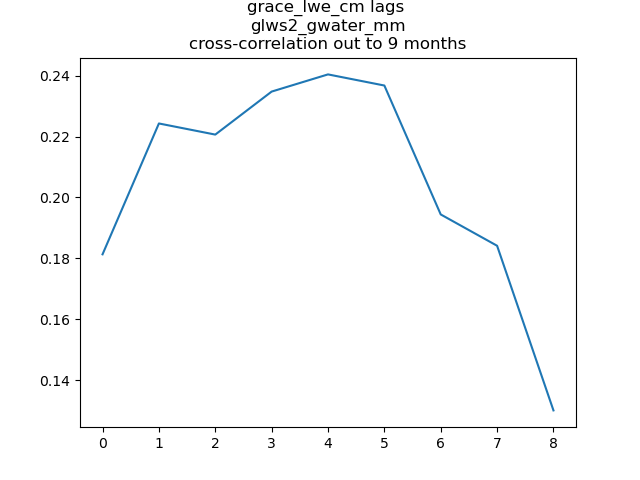 grace_lwe_cm lags
glws2_gwater_mm
cross-correlation out to 9 months
0.24
0.22
0.20
0.18
0.16
0.14
0 1 2 3 4 5 6 7 8